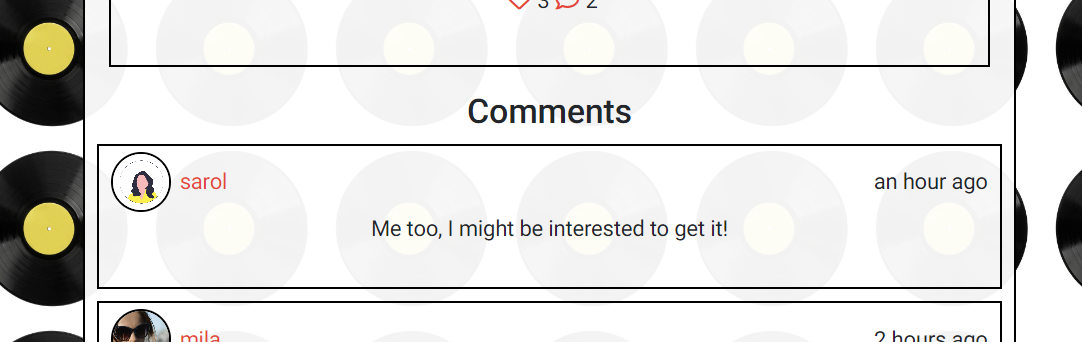 3 2
Comments
sarol an hour ago
Me too, I might be interested to get it!
mila 2 hours ago